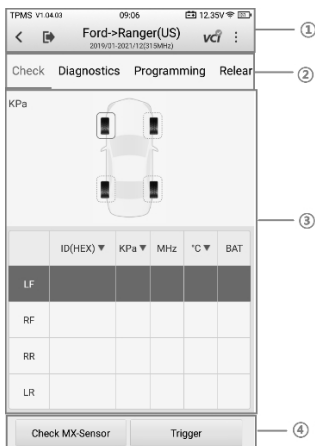 TPMS V1.04.03 09:06 12.35V
Ford->Ranger(US) VCI
2019/01-2021/12(315MHz)
①
Check Diagnostics Programming Relear
②
KPa
③
ID(HEX) ▼ KPa ▼ MHz °C ▼ BAT
LF
RF
RR
LR
Check MX-Sensor Trigger
④